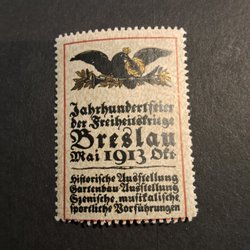 Jahrhundertfeier
der Freiheitskriege
Breslau
Mai 1913 Okt
Historische Ausstellung
Gartenbau Ausstellung
Szenische, musikalische,
sportliche Vorführungen